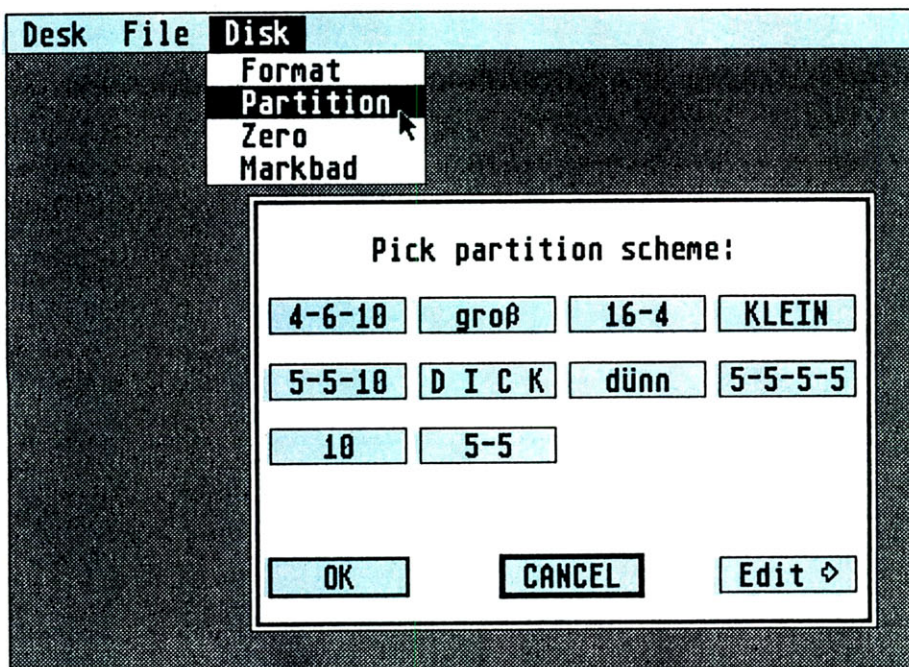 Desk File Disk
Format
Partition
Zero
Markbad
Pick partition scheme:
4-6-10 groß 16-4 KLEIN
5-5-10 D I C K dünn 5-5-5-5
10 5-5
OK CANCEL Edit ⇨